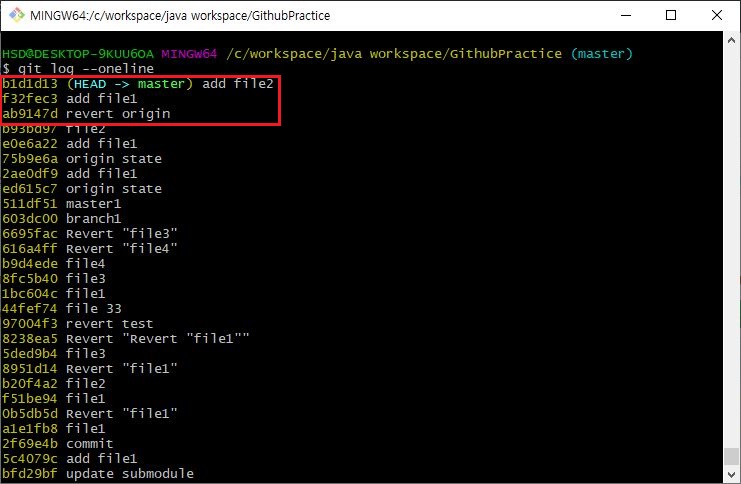 MINGW64:/c/workspace/java workspace/GithubPractice
HSD@DESKTOP-9KUU6OA MINGW64 /c/workspace/java workspace/GithubPractice (master)
$ git log --oneline
b1d1d13 (HEAD -> master) add file2
f32fec3 add file1
ab9147d revert origin
b93bd97 file2
e0e6a22 add file1
75b9e6a origin state
2ae0df9 add file1
ed615c7 origin state
511df51 master1
603dc00 branch1
6695fac Revert "file3"
616a4ff Revert "file4"
b9d4ede file4
8fc5b40 file3
1bc604c file1
44fef74 file 33
97004f3 revert test
8238ea5 Revert "Revert "file1""
5ded9b4 file3
8951d14 Revert "file1"
b20f4a2 file2
f51be94 file1
0b5db5d Revert "file1"
a1e1fb8 file1
2f69e4b commit
5c4079c add file1
bfd29bf update submodule